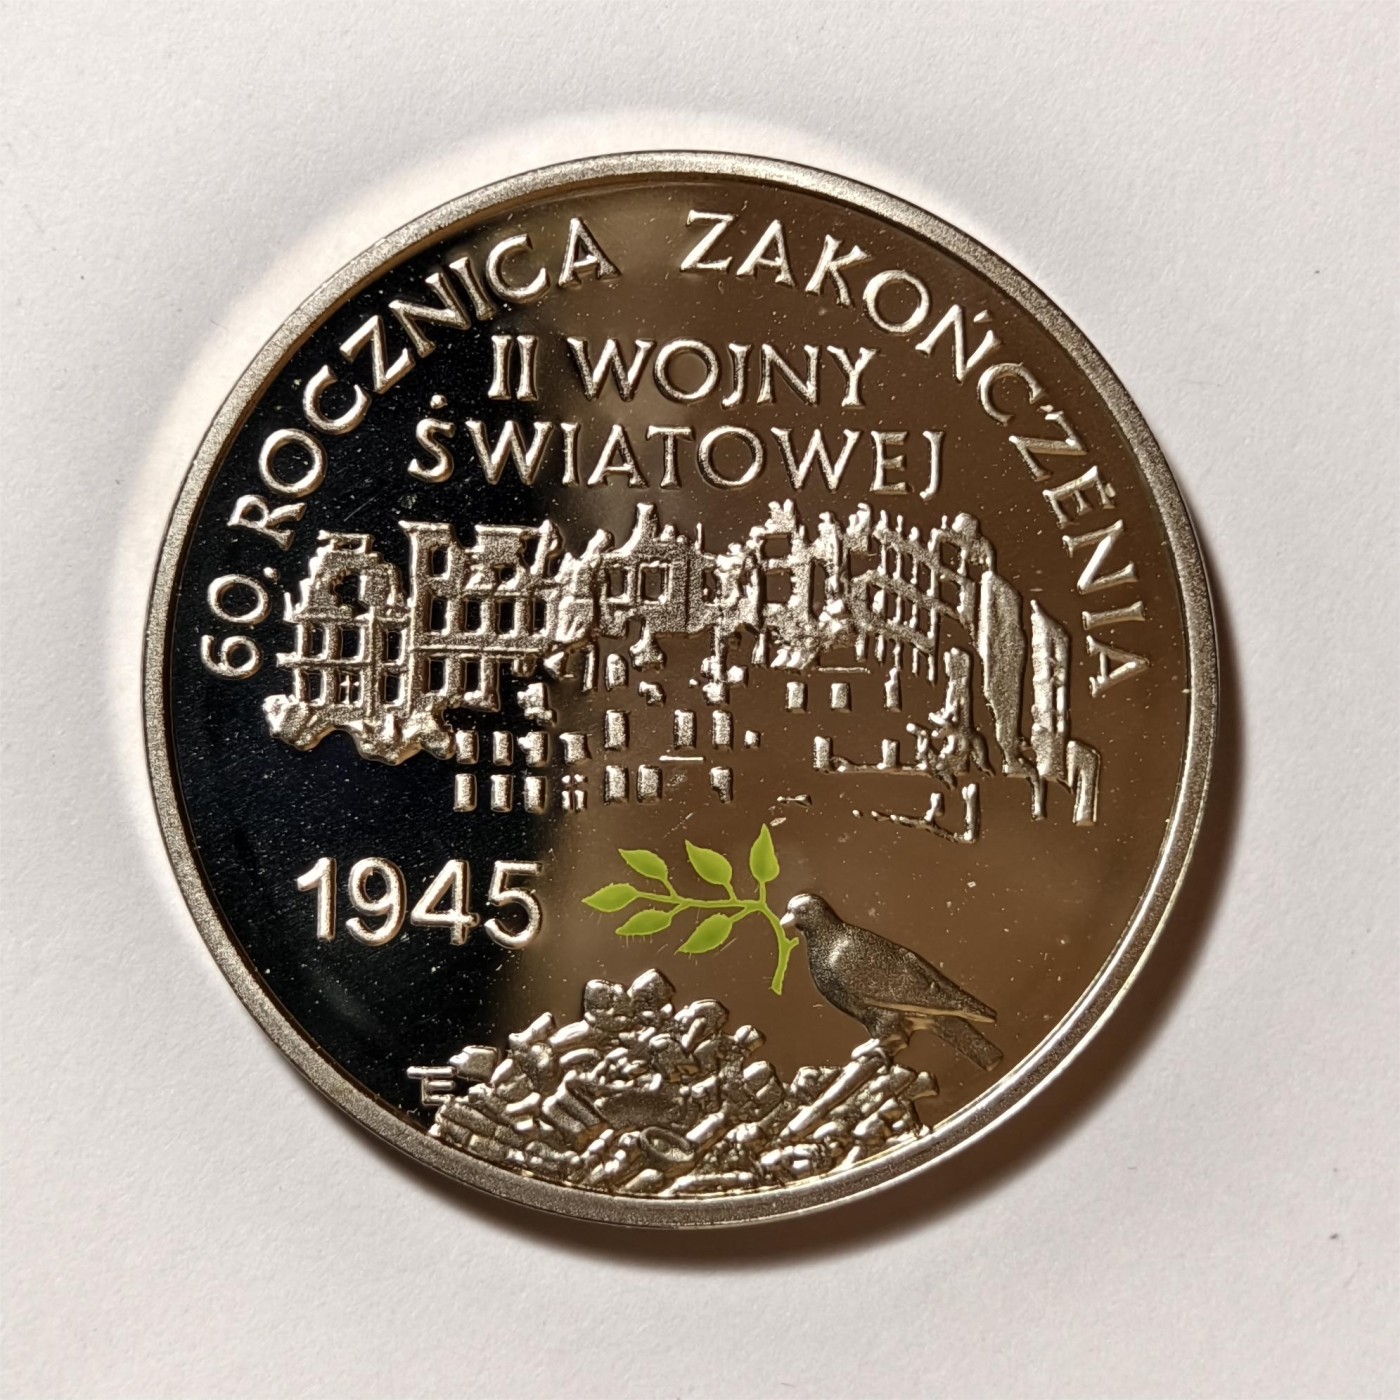 60. ROCZNICA ZAKOŃCZENIA
II WOJNY
ŚWIATOWEJ
1945